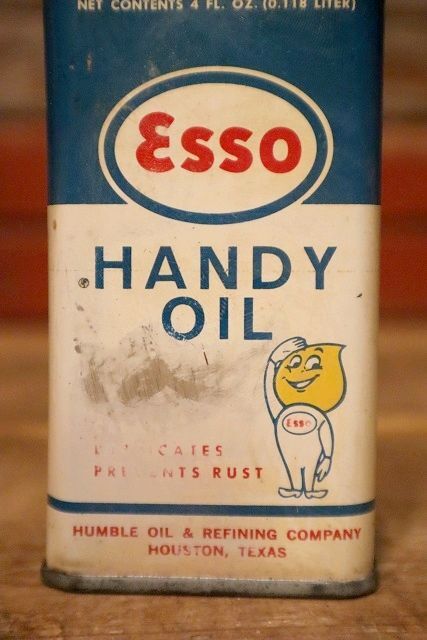 NET CONTENTS 4 FL. OZ. (0.118 LITER)
Esso
HANDY
OIL
Esso
PREVENTS RUST
HUMBLE OIL & REFINING COMPANY
HOUSTON, TEXAS